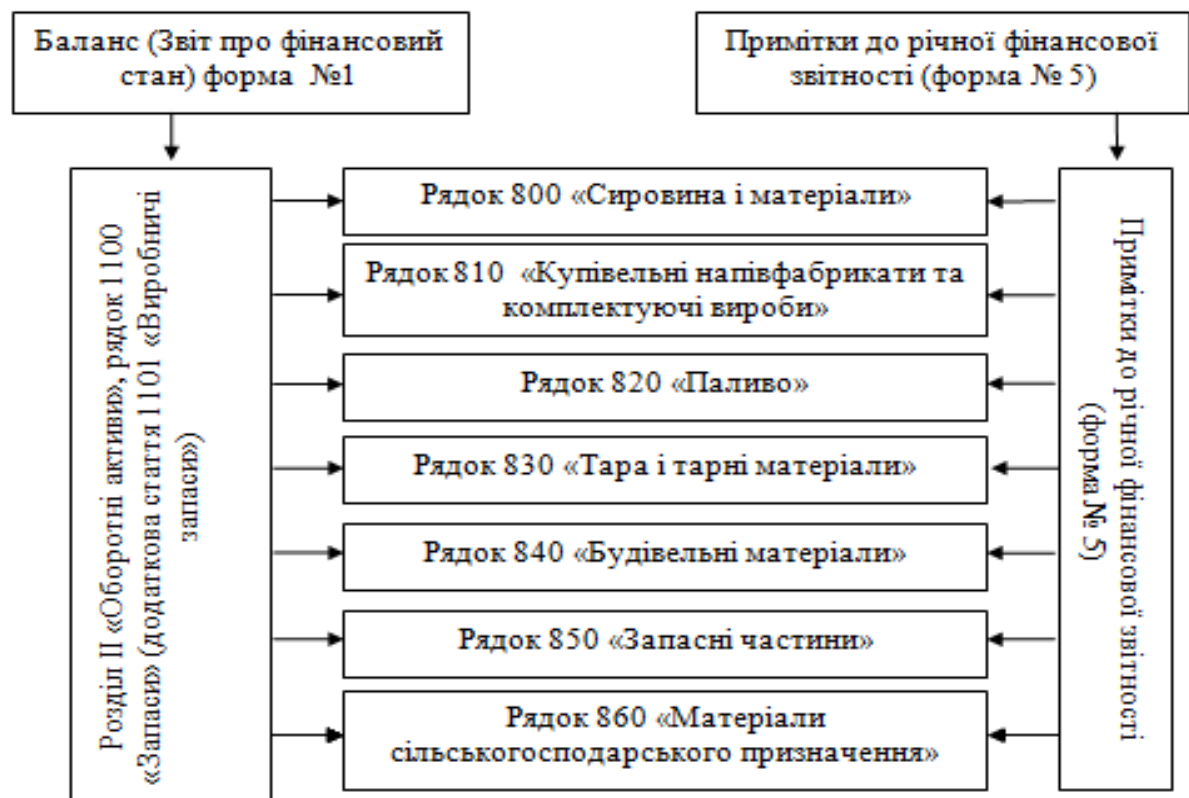 Баланс (Звіт про фінансовий
стан) форма №1
Примітки до річної фінансової
звітності (форма № 5)
Розділ ІІ «Оборотні активи», рядок 1100
«Запаси» (додаткова стаття 1101 «Виробничі
запаси»)
Рядок 800 «Сировина і матеріали»
Рядок 810 «Купівельні напівфабрикати та
комплектуючі вироби»
Рядок 820 «Паливо»
Рядок 830 «Тара і тарні матеріали»
Рядок 840 «Будівельні матеріали»
Рядок 850 «Запасні частини»
Рядок 860 «Матеріали
сільськогосподарського призначення»
Примітки до річної фінансової звітності
(форма № 5)